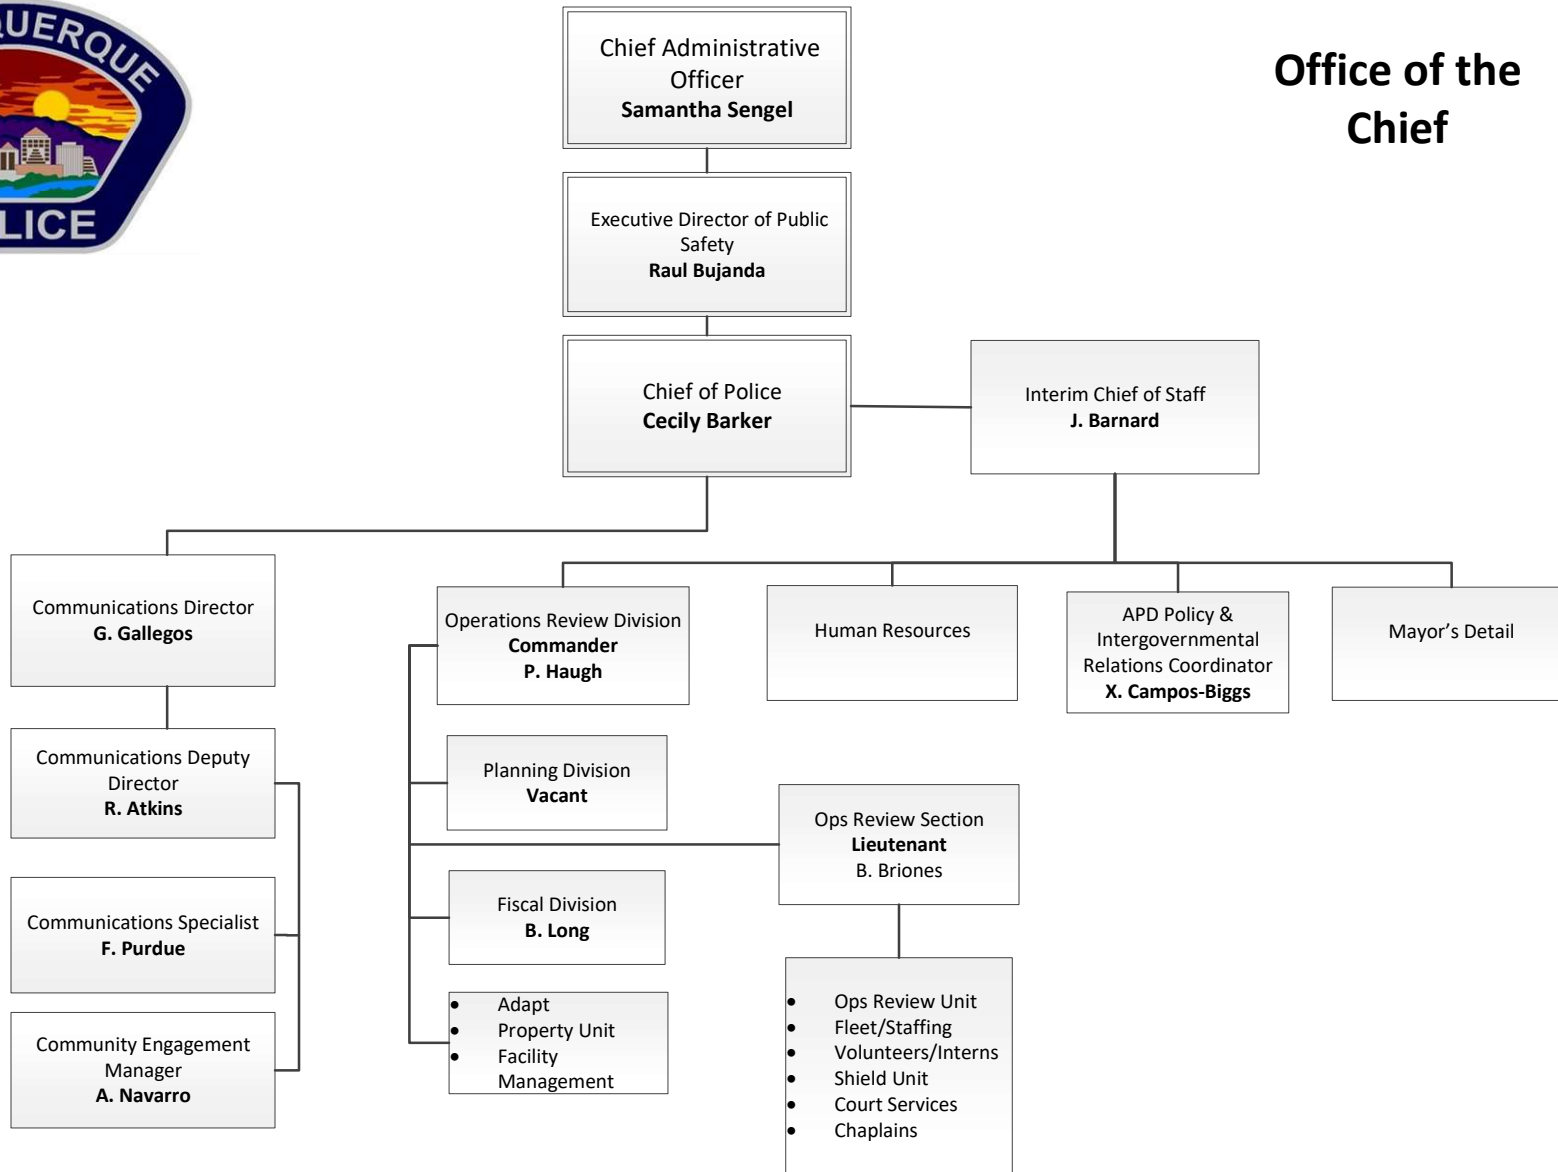 POLICE
Office of the
Chief
Chief Administrative
Officer
Samantha Sengel
Executive Director of Public
Safety
Raul Bujanda
Chief of Police
Cecily Barker
Interim Chief of Staff
J. Barnard
Communications Director
G. Gallegos
Operations Review Division
Commander
P. Haugh
Human Resources
APD Policy &
Intergovernmental
Relations Coordinator
X. Campos-Biggs
Mayor’s Detail
Communications Deputy
Director
R. Atkins
Planning Division
Vacant
Ops Review Section
Lieutenant
B. Briones
Communications Specialist
F. Purdue
Fiscal Division
B. Long
Community Engagement
Manager
A. Navarro
• Adapt
• Property Unit
• Facility
Management
• Ops Review Unit
• Fleet/Staffing
• Volunteers/Interns
• Shield Unit
• Court Services
• Chaplains